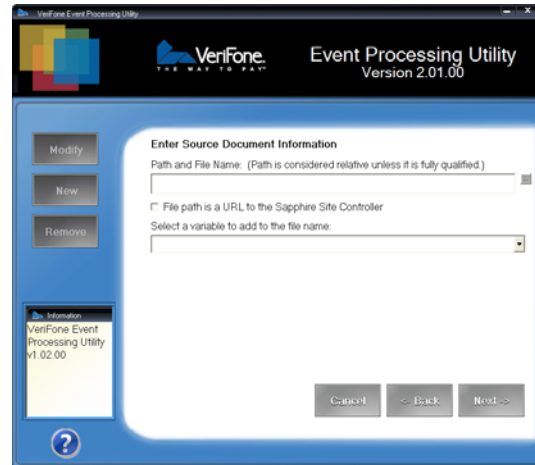 VeriFone Event Processing Utility
VeriFone.
THE WAY TO PAY
Event Processing Utility
Version 2.01.00
Modify
New
Remove
Enter Source Document Information
Path and File Name: (Path is considered relative unless it is fully qualified.)
File path is a URL to the Sapphire Site Controller
Select a variable to add to the file name:
Information
VeriFone Event
Processing Utility
v1.02.00
Cancel
<- Back
Next ->
?